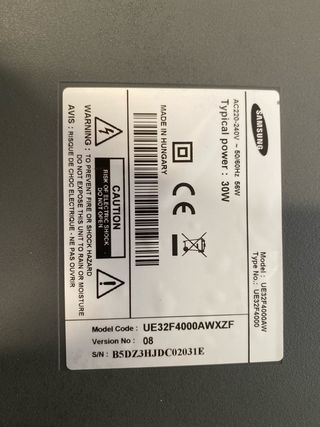 SAMSUNG
Model : UE32F4000AW
Type No. : UE32F4000
AC220-240V ~ 50/60Hz 56W
Typical power : 30W
MADE IN HUNGARY
CAUTION
RISK OF ELECTRIC SHOCK
DO NOT OPEN
WARNING : TO PREVENT FIRE OR SHOCK HAZARD
DO NOT EXPOSE THIS UNIT TO RAIN OR MOISTURE
AVIS : RISQUE DE CHOC ELECTRIQUE - NE PAS OUVRIR.
Model Code : UE32F4000AWXZF
Version No : 08
S/N : B5DZ3HJDC02031E